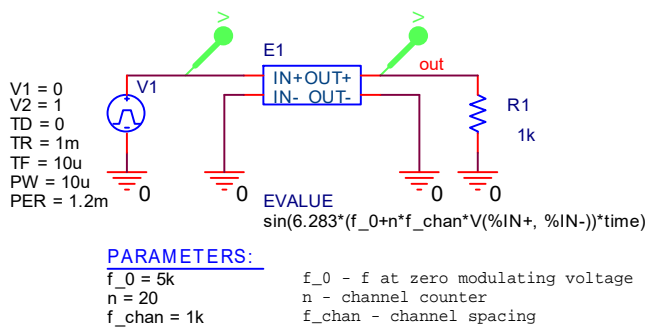 V
V
E1
out
V1 = 0
V2 = 1
TD = 0
TR = 1m
TF = 10u
PW = 10u
PER = 1.2m
V1
IN+ OUT+
IN- OUT-
R1
1k
0
0
0
0
EVALUE
sin(6.283*(f_0+n*f_chan*V(%IN+, %IN-))*time)
PARAMETERS:
f_0 = 5k
n = 20
f_chan = 1k
f_0 - f at zero modulating voltage
n - channel counter
f_chan - channel spacing